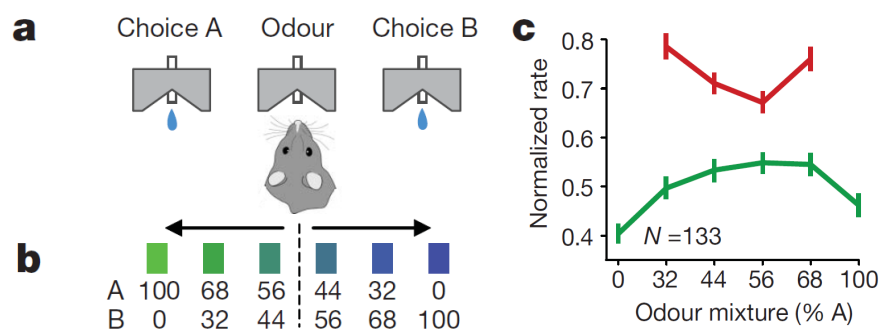 a
Choice A Odour Choice B
b
A 100 68 56 44 32 0
B 0 32 44 56 68 100
c
Normalized rate
0.8
0.7
0.6
0.5
0.4
N =133
0 32 44 56 68 100
Odour mixture (% A)